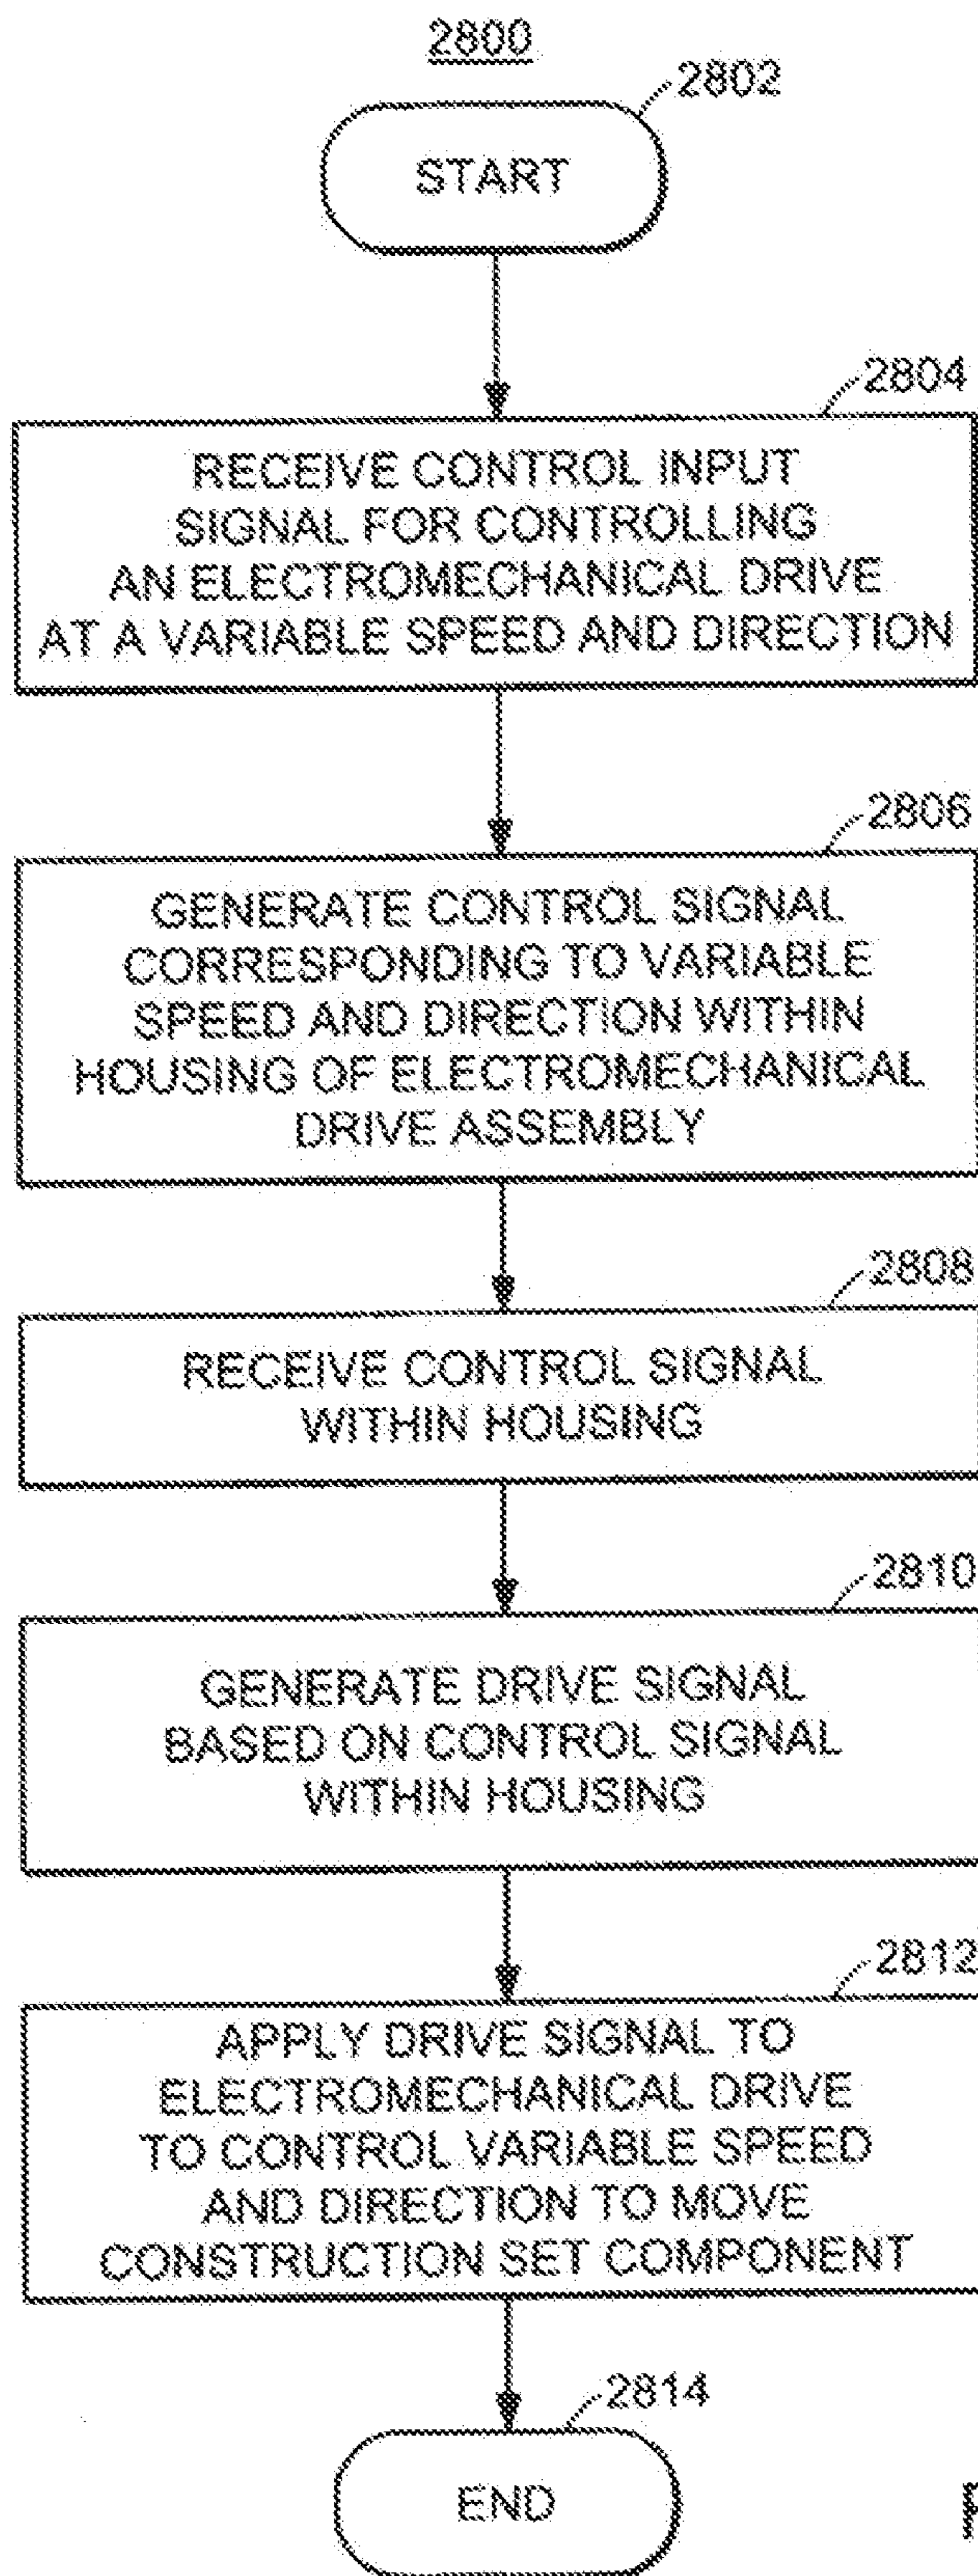 2800
2802
START
2804
RECEIVE CONTROL INPUT
SIGNAL FOR CONTROLLING
AN ELECTROMECHANICAL DRIVE
AT A VARIABLE SPEED AND DIRECTION
2806
GENERATE CONTROL SIGNAL
CORRESPONDING TO VARIABLE
SPEED AND DIRECTION WITHIN
HOUSING OF ELECTROMECHANICAL
DRIVE ASSEMBLY
2808
RECEIVE CONTROL SIGNAL
WITHIN HOUSING
2810
GENERATE DRIVE SIGNAL
BASED ON CONTROL SIGNAL
WITHIN HOUSING
2812
APPLY DRIVE SIGNAL TO
ELECTROMECHANICAL DRIVE
TO CONTROL VARIABLE SPEED
AND DIRECTION TO MOVE
CONSTRUCTION SET COMPONENT
2814
END